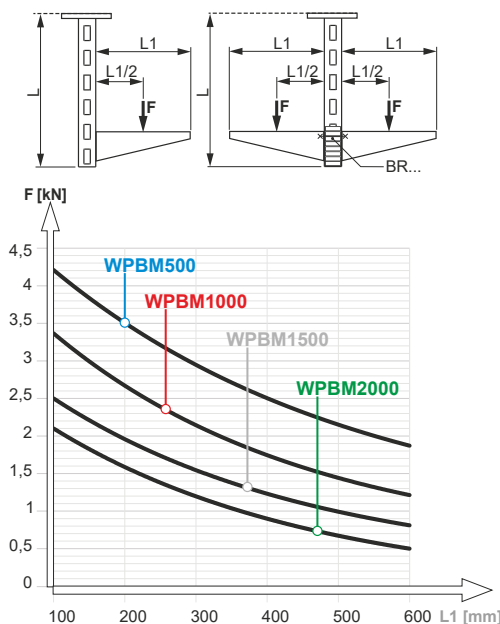 L1
L1/2
F
L
L1
L1
L1/2
L1/2
F
F
L
BR...
F [kN]
4,5
4
3,5
3
2,5
2
1,5
1
0,5
0
WPBM500
WPBM1000
WPBM1500
WPBM2000
100 200 300 400 500 600 L1 [mm]